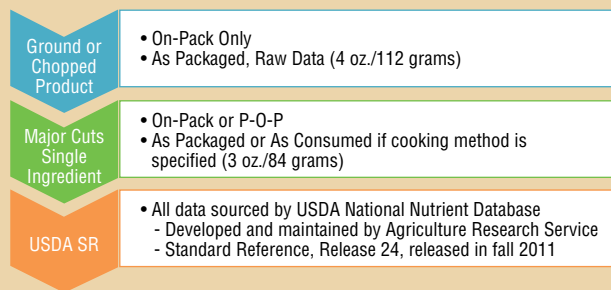 Ground or
Chopped
Product
• On-Pack Only
• As Packaged, Raw Data (4 oz./112 grams)
Major Cuts
Single
Ingredient
• On-Pack or P-O-P
• As Packaged or As Consumed if cooking method is
specified (3 oz./84 grams)
USDA SR
• All data sourced by USDA National Nutrient Database
- Developed and maintained by Agriculture Research Service
- Standard Reference, Release 24, released in fall 2011